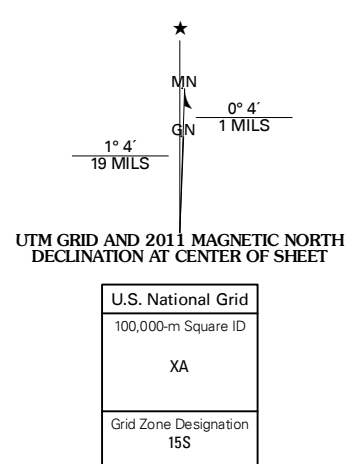 ★
MN
0° 4´
1 MILS
GN
1° 4´
19 MILS
UTM GRID AND 2011 MAGNETIC NORTH
DECLINATION AT CENTER OF SHEET
U.S. National Grid
100,000-m Square ID
XA
Grid Zone Designation
15S